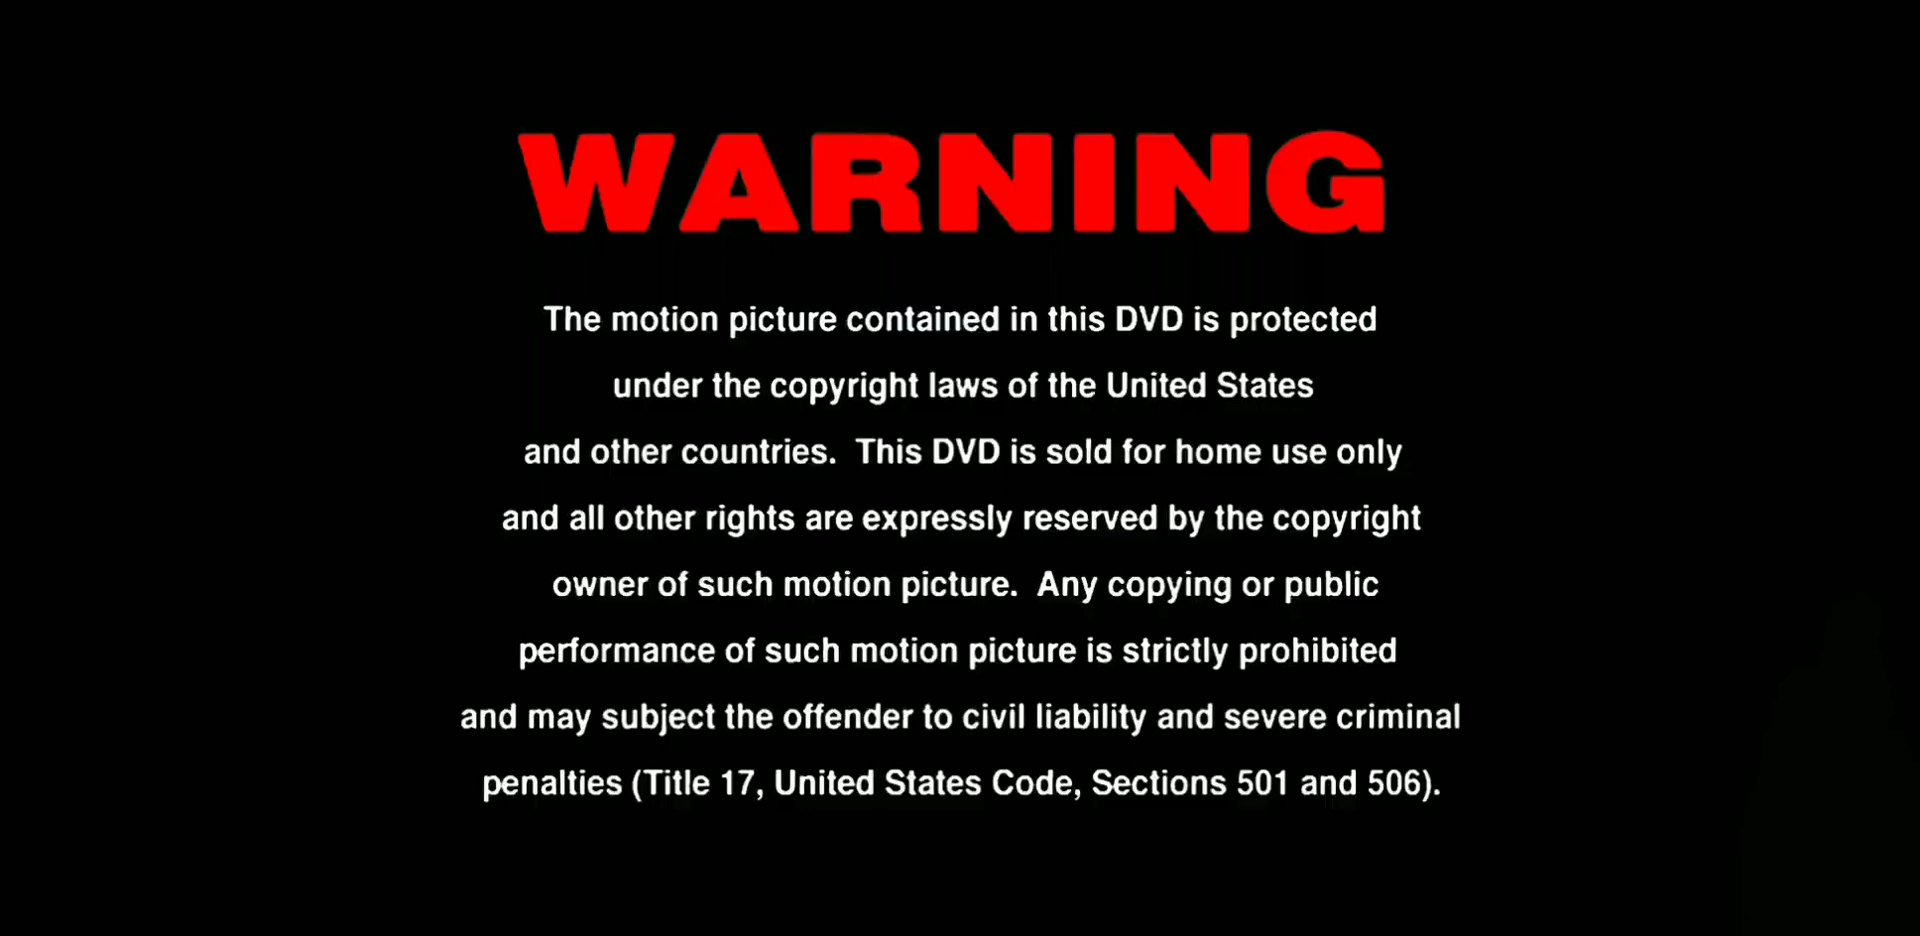 WARNING
The motion picture contained in this DVD is protected
under the copyright laws of the United States
and other countries.  This DVD is sold for home use only
and all other rights are expressly reserved by the copyright
owner of such motion picture.  Any copying or public
performance of such motion picture is strictly prohibited
and may subject the offender to civil liability and severe criminal
penalties (Title 17, United States Code, Sections 501 and 506).